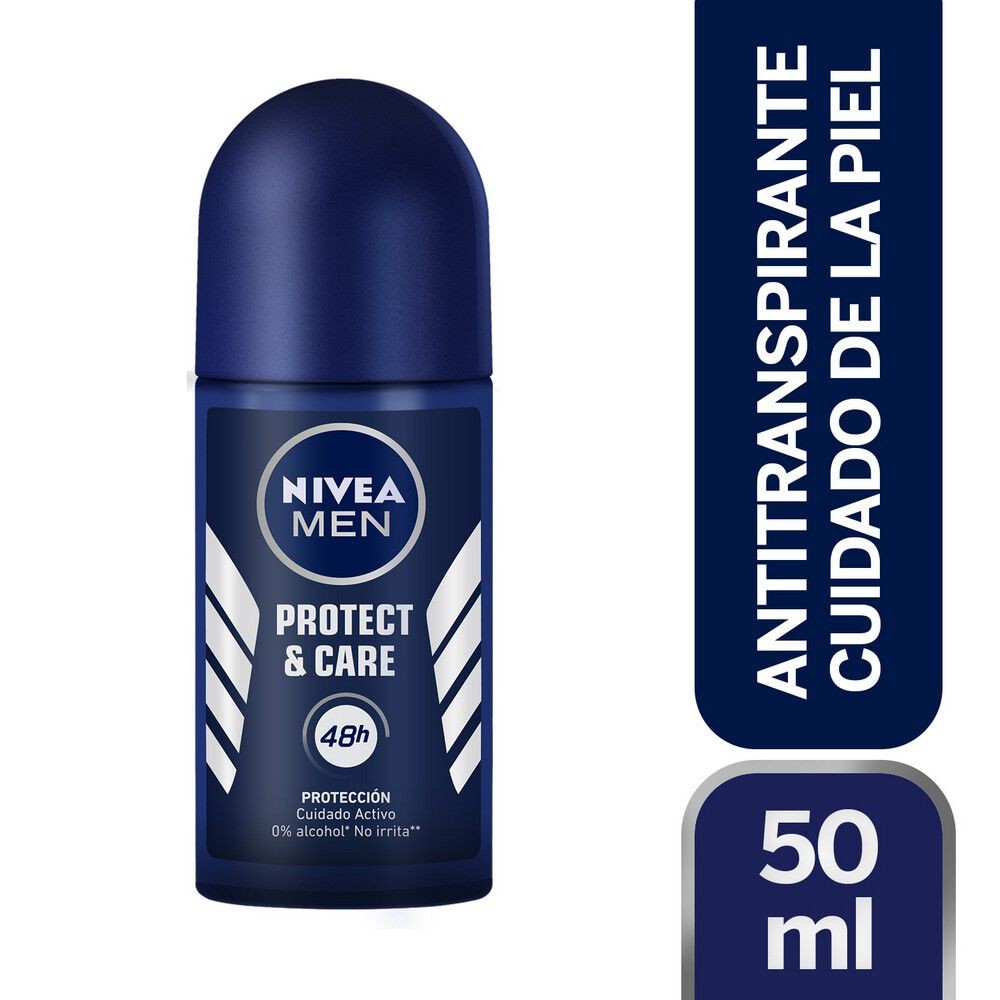 NIVEA
MEN
PROTECT
& CARE
48h
PROTECCIÓN
Cuidado Activo
0% alcohol* No irrita**
ANTITRANSPIRANTE
CUIDADO DE LA PIEL
50
ml